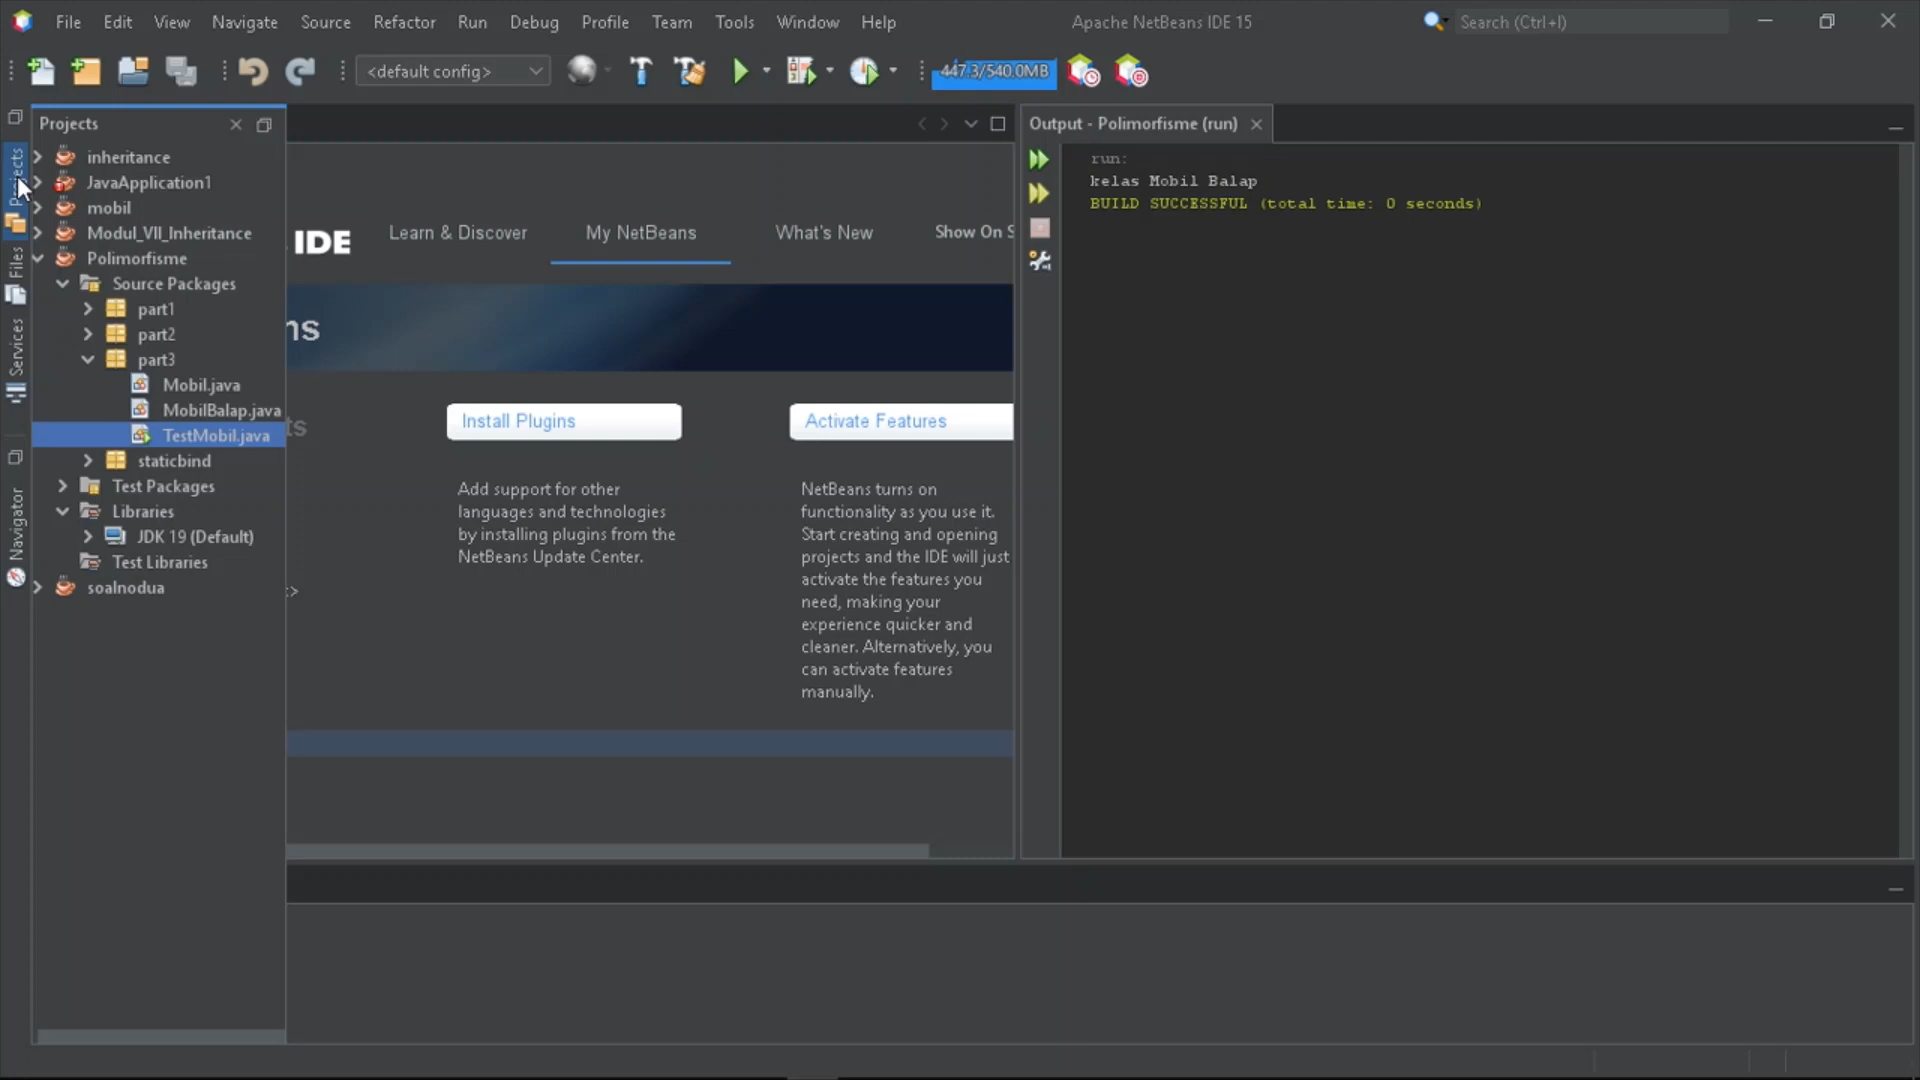 File Edit View Navigate Source Refactor Run Debug Profile Team Tools Window Help
Apache NetBeans IDE 15
Search (Ctrl+I)
<default config>
447.3/540.0MB
Projects
Files
Services
Navigator
Projects
inheritance
JavaApplication1
mobil
Modul_VII_Inheritance
Polimorfisme
Source Packages
part1
part2
part3
Mobil.java
MobilBalap.java
TestMobil.java
staticbind
Test Packages
Libraries
JDK 19 (Default)
Test Libraries
soalnodua
IDE
Learn & Discover
My NetBeans
What's New
Show On S
ns
ts
Install Plugins
Add support for other
languages and technologies
by installing plugins from the
NetBeans Update Center.
Activate Features
NetBeans turns on
functionality as you use it.
Start creating and opening
projects and the IDE will just
activate the features you
need, making your
experience quicker and
cleaner. Alternatively, you
can activate features
manually.
Output - Polimorfisme (run)
run:
kelas Mobil Balap
BUILD SUCCESSFUL (total time: 0 seconds)